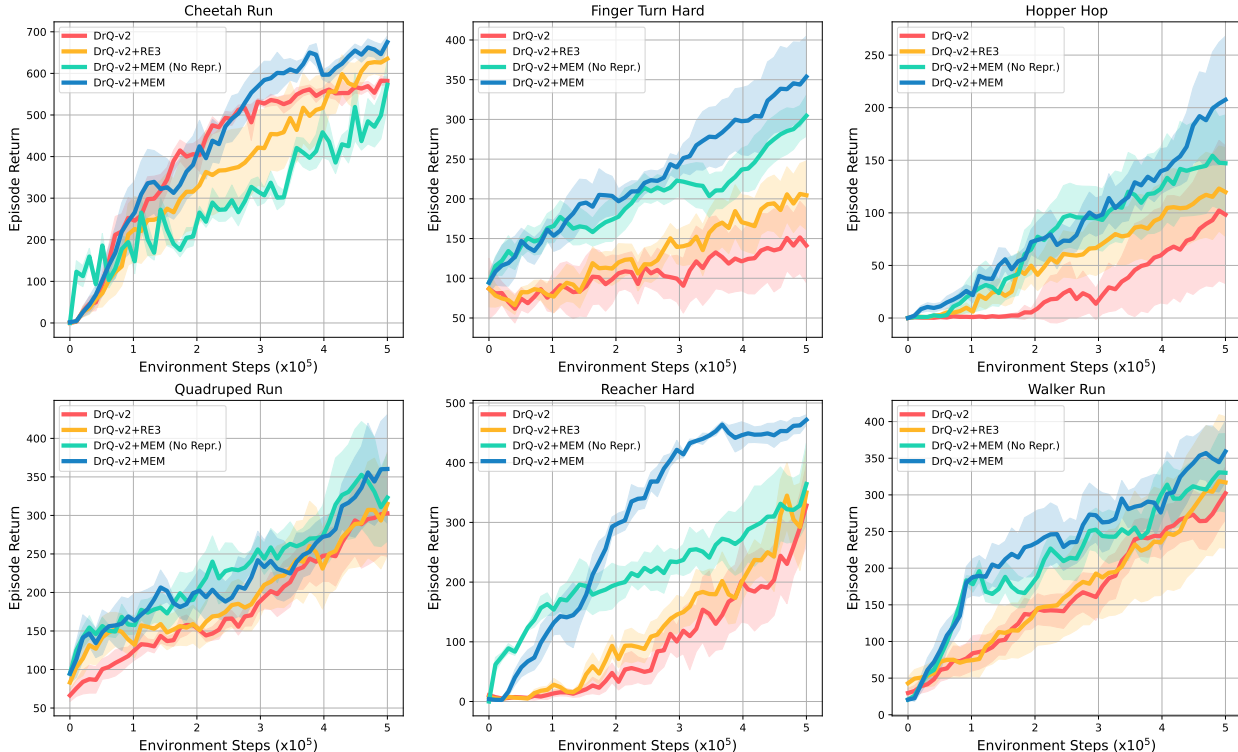 Cheetah Run
700
600
500
400
300
200
100
0
Episode Return
DrQ-v2
DrQ-v2+RE3
DrQ-v2+MEM (No Repr.)
DrQ-v2+MEM
0 1 2 3 4 5
Environment Steps (x10⁵)
Finger Turn Hard
400
350
300
250
200
150
100
50
Episode Return
DrQ-v2
DrQ-v2+RE3
DrQ-v2+MEM (No Repr.)
DrQ-v2+MEM
0 1 2 3 4 5
Environment Steps (x10⁵)
Hopper Hop
250
200
150
100
50
0
Episode Return
DrQ-v2
DrQ-v2+RE3
DrQ-v2+MEM (No Repr.)
DrQ-v2+MEM
0 1 2 3 4 5
Environment Steps (x10⁵)
Quadruped Run
400
350
300
250
200
150
100
50
Episode Return
DrQ-v2
DrQ-v2+RE3
DrQ-v2+MEM (No Repr.)
DrQ-v2+MEM
0 1 2 3 4 5
Environment Steps (x10⁵)
Reacher Hard
500
400
300
200
100
0
Episode Return
DrQ-v2
DrQ-v2+RE3
DrQ-v2+MEM (No Repr.)
DrQ-v2+MEM
0 1 2 3 4 5
Environment Steps (x10⁵)
Walker Run
400
350
300
250
200
150
100
50
0
Episode Return
DrQ-v2
DrQ-v2+RE3
DrQ-v2+MEM (No Repr.)
DrQ-v2+MEM
0 1 2 3 4 5
Environment Steps (x10⁵)